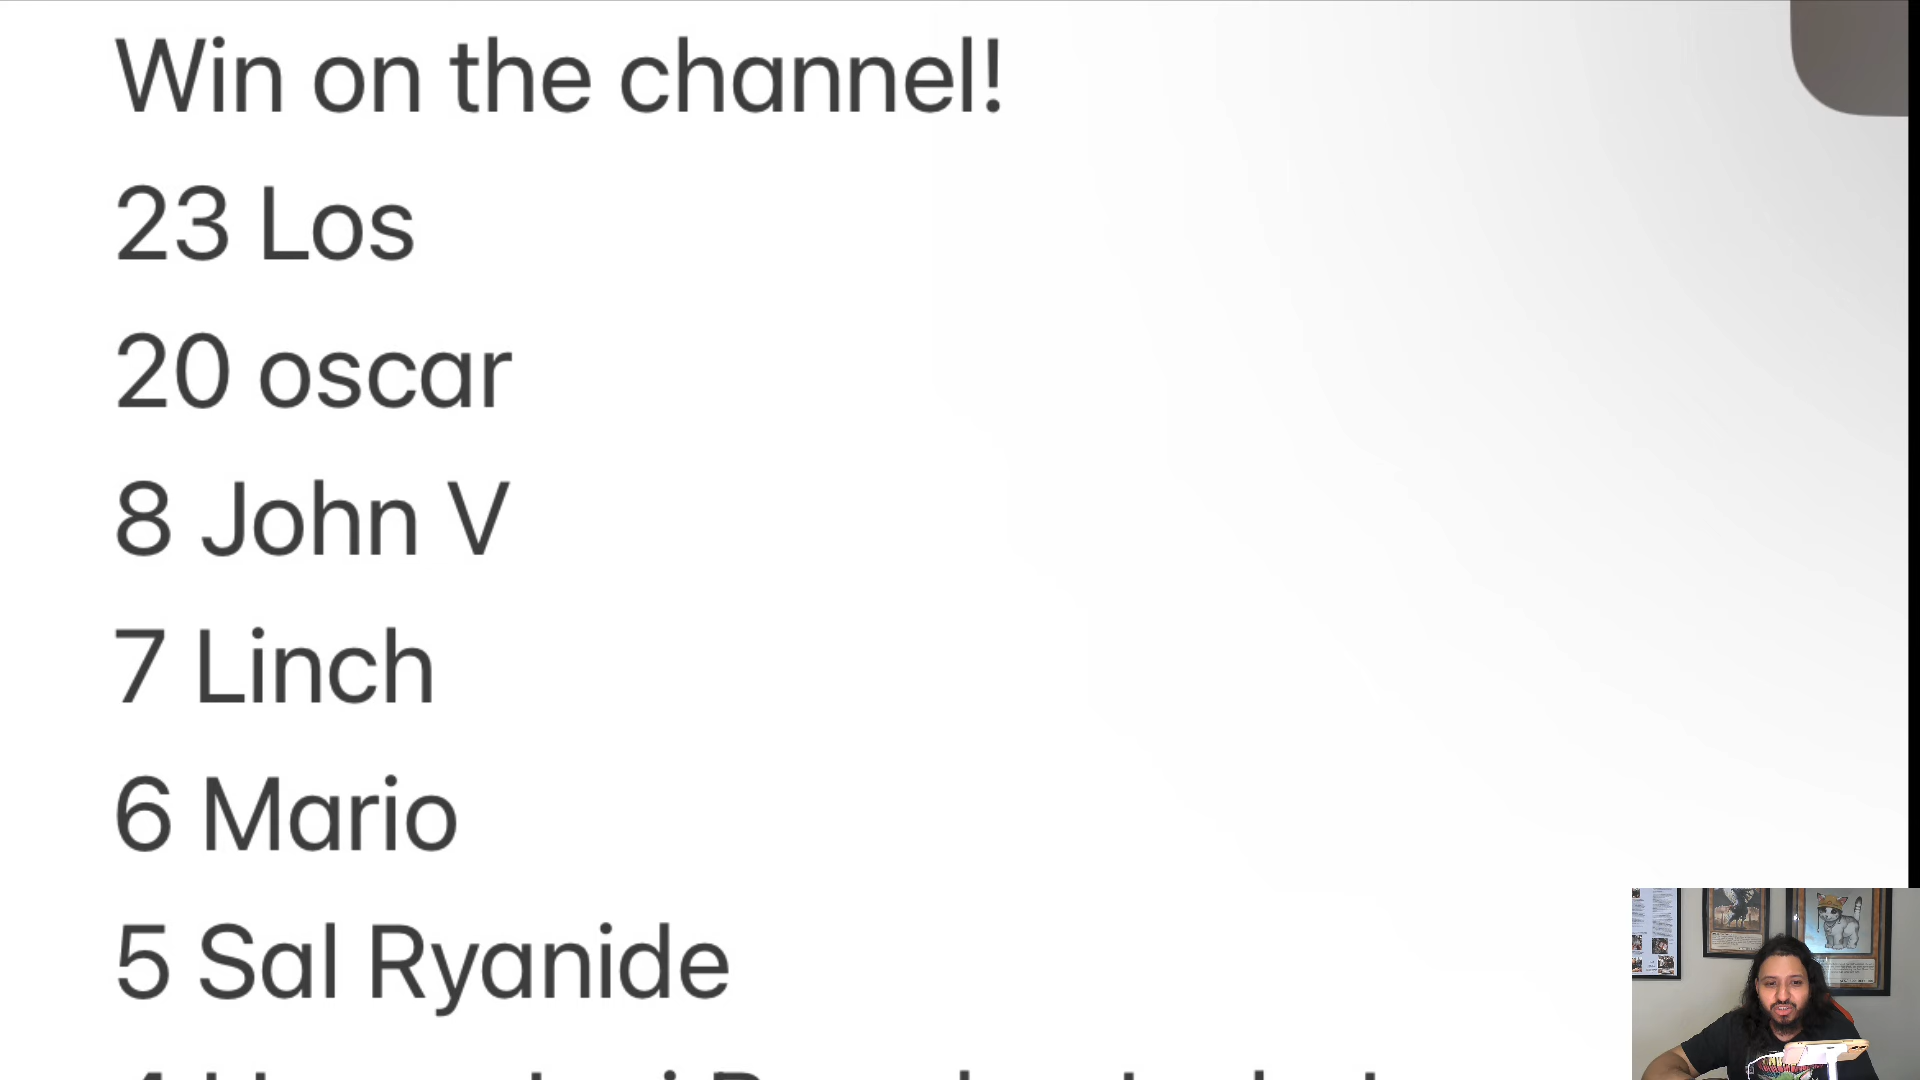 Win on the channel!
23 Los
20 oscar
8 John V
7 Linch
6 Mario
5 Sal Ryanide